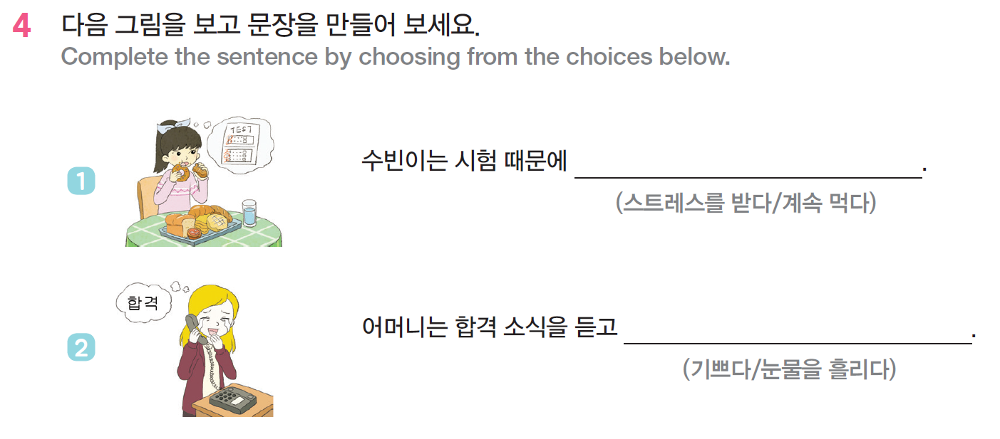 4 다음 그림을 보고 문장을 만들어 보세요.
Complete the sentence by choosing from the choices below.
TEST
1 수빈이는 시험 때문에 ______________________.
(스트레스를 받다/계속 먹다)
합격
2 어머니는 합격 소식을 듣고 ______________________.
(기쁘다/눈물을 흘리다)